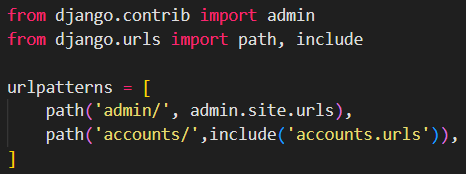 from django.contrib import admin
from django.urls import path, include
urlpatterns = [
    path('admin/', admin.site.urls),
    path('accounts/',include('accounts.urls')),
]